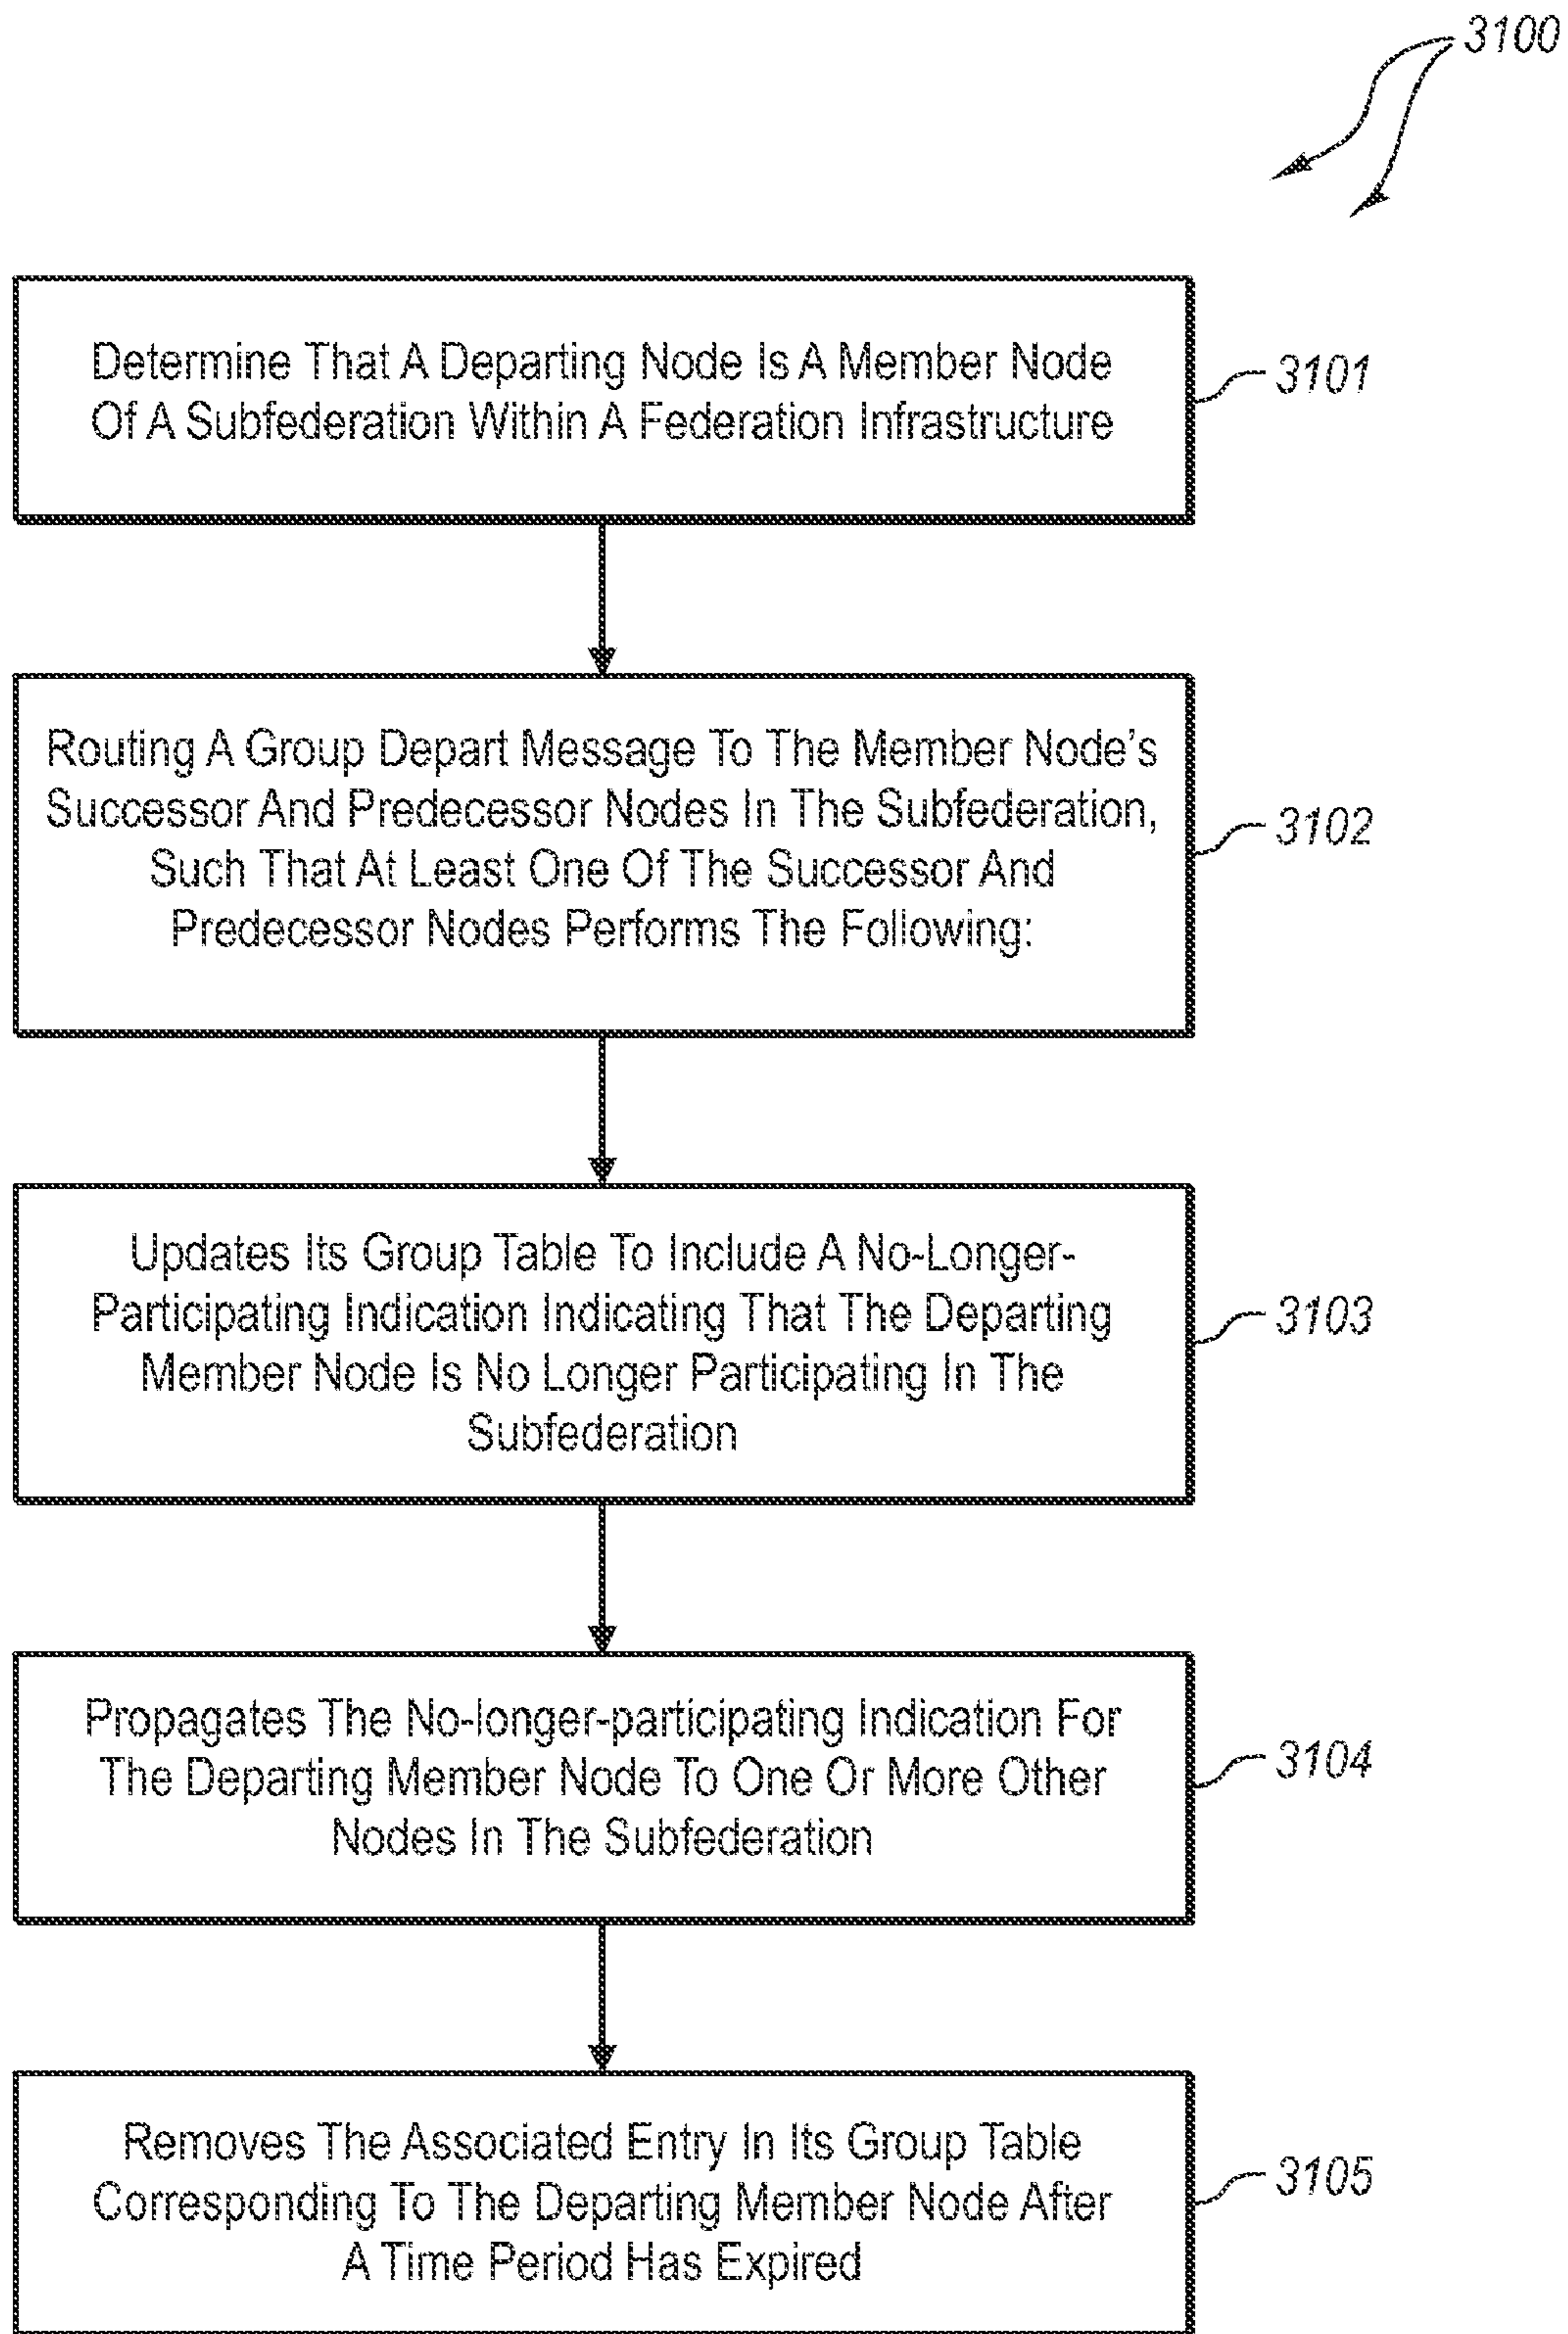 3100
Determine That A Departing Node Is A Member Node
Of A Subfederation Within A Federation Infrastructure
3101
Routing A Group Depart Message To The Member Node's
Successor And Predecessor Nodes In The Subfederation,
Such That At Least One Of The Successor And
Predecessor Nodes Performs The Following:
3102
Updates Its Group Table To Include A No-Longer-
Participating Indication Indicating That The Departing
Member Node Is No Longer Participating In The
Subfederation
3103
Propagates The No-longer-participating Indication For
The Departing Member Node To One Or More Other
Nodes In The Subfederation
3104
Removes The Associated Entry In Its Group Table
Corresponding To The Departing Member Node After
A Time Period Has Expired
3105